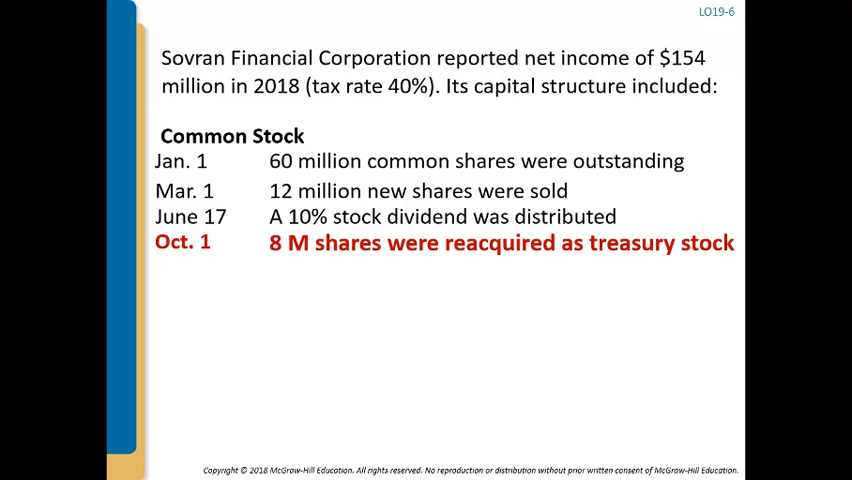 LO19-6
Sovran Financial Corporation reported net income of $154
million in 2018 (tax rate 40%). Its capital structure included:
Common Stock
Jan. 1 60 million common shares were outstanding
Mar. 1 12 million new shares were sold
June 17 A 10% stock dividend was distributed
Oct. 1 8 M shares were reacquired as treasury stock
Copyright © 2018 McGraw-Hill Education. All rights reserved. No reproduction or distribution without prior written consent of McGraw-Hill Education.